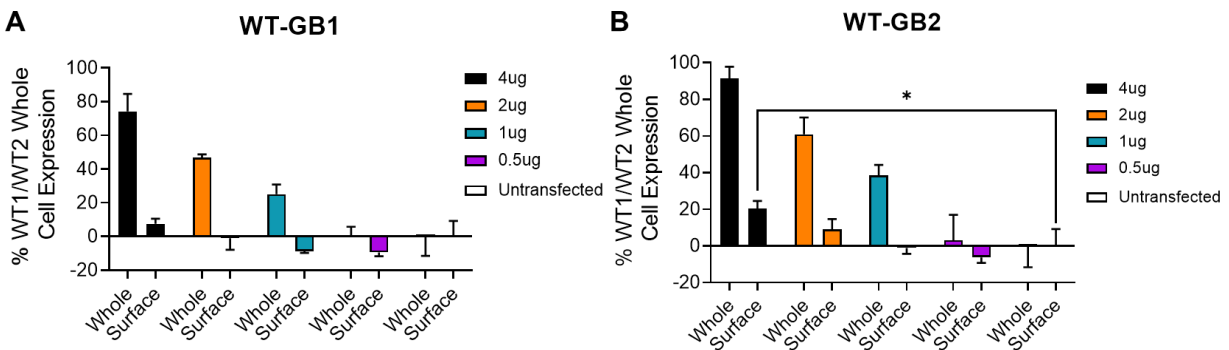 A
WT-GB1
% WT1/WT2 Whole
Cell Expression
100
80
60
40
20
0
-20
Whole
Surface
Whole
Surface
Whole
Surface
Whole
Surface
Whole
Surface
4ug
2ug
1ug
0.5ug
Untransfected
B
WT-GB2
% WT1/WT2 Whole
Cell Expression
100
80
60
40
20
0
-20
*
Whole
Surface
Whole
Surface
Whole
Surface
Whole
Surface
Whole
Surface
4ug
2ug
1ug
0.5ug
Untransfected